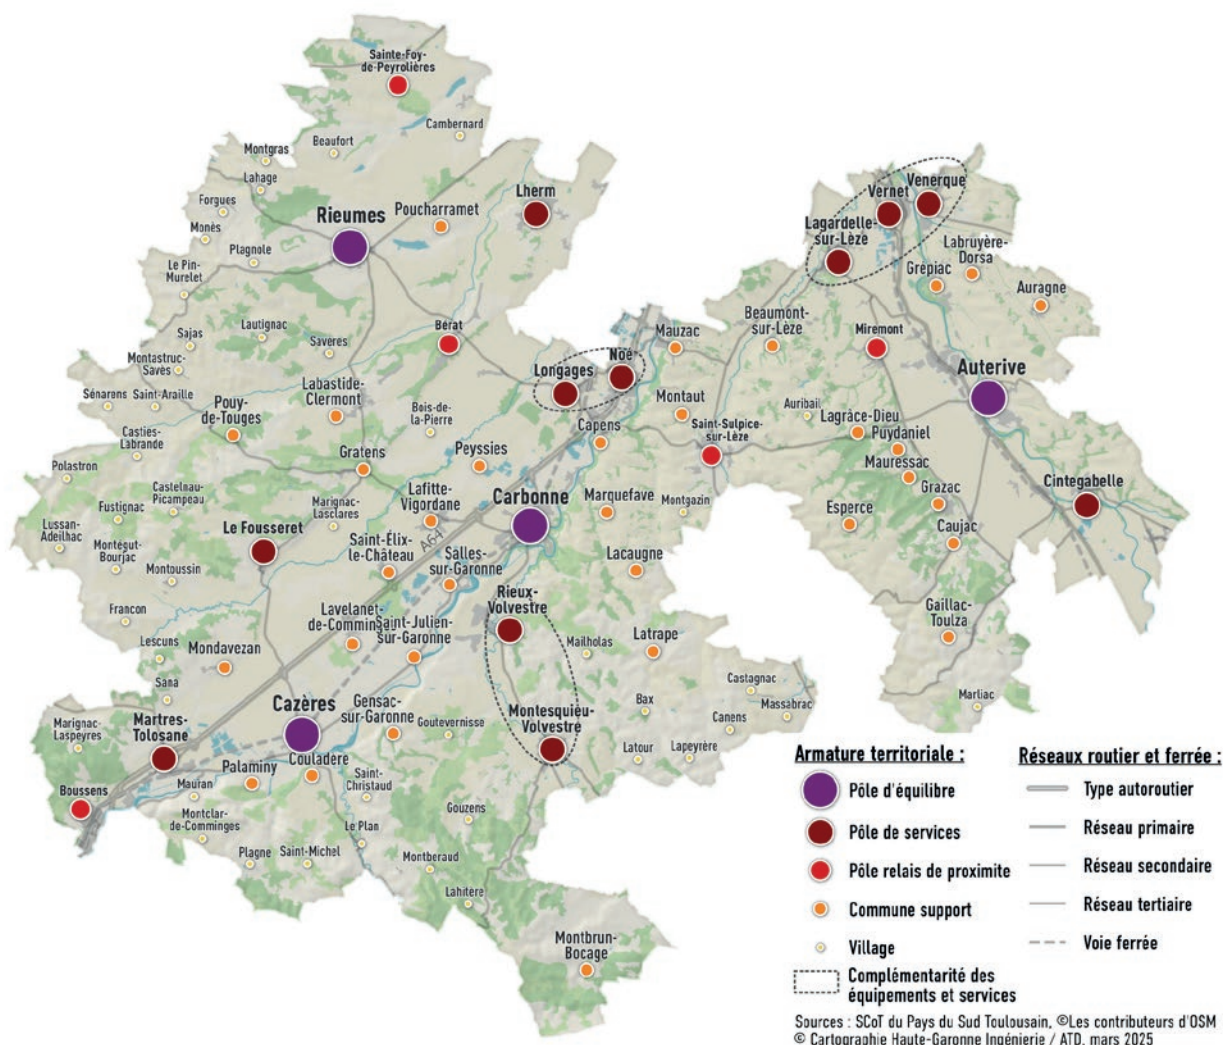 Sainte-Foy-
de-Peyrolières
Cambernard
Beaufort
Montgras
Lahage
Forgues
Monès
Plagnole
Le Pin-
Murelet
Rieumes
Poucharramet
Lherm
Sajas
Lautignac
Montastruc-
Savès
Saverès
Bérat
Sénarens
Saint-Araille
Pouy-
de-Touges
Labastide-
Clermont
Bois-de-
la-Pierre
Longages
Noé
Mauzac
Montaut
Capens
Saint-Sulpice-
sur-Lèze
Beaumont-
sur-Lèze
Lagardelle-
sur-Lèze
Vernet
Venerque
Labruyère-
Dorsa
Grépiac
Auragne
Miremont
Auterive
Auribail
Lagrâce-Dieu
Puydaniel
Mauressac
Grazac
Esperce
Caujac
Cintegabelle
Gaillac-
Toulza
Marliac
Casties-
Labrande
Polastron
Gratens
Peyssies
Castelnau-
Picampeau
Fustignac
Marignac-
Lasclares
Lafitte-
Vigordane
Carbonne
Marquefave
Montgazin
Lussan-
Adeilhac
Le Fousseret
A64
Montégut-
Bourjac
Montoussin
Saint-Élix-
le-Château
Salles-
sur-Garonne
Lacaugne
Francon
Rieux-
Volvestre
Lavelanet-
de-Comminges
Saint-Julien-
sur-Garonne
Mailholas
Latrape
Lescuns
Mondavezan
Sana
Castagnac
Massabrac
Bax
Canens
Marignac-
Laspeyres
Martres-
Tolosane
Cazères
Gensac-
sur-Garonne
Goutevernisse
Montesquieu-
Volvestre
Latour
Lapeyrère
Boussens
Palaminy
Couladère
Mauran
Saint-
Christaud
Montclar-
de-Comminges
Gouzens
Le Plan
Plagne
Saint-Michel
Montberaud
Lahitère
Montbrun-
Bocage
Armature territoriale :
Pôle d'équilibre
Pôle de services
Pôle relais de proximite
Commune support
Village
Complémentarité des
équipements et services
Réseaux routier et ferrée :
Type autoroutier
Réseau primaire
Réseau secondaire
Réseau tertiaire
Voie ferrée
Sources : SCoT du Pays du Sud Toulousain, ©Les contributeurs d'OSM
© Cartographie Haute-Garonne Ingénierie / ATD, mars 2025